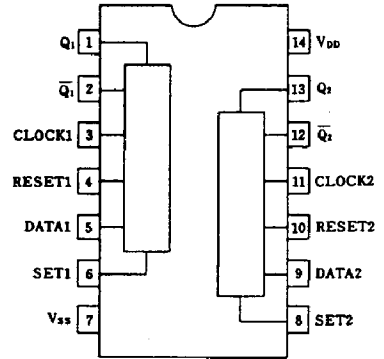 Q₁ 1
Q̅₁ 2
CLOCK1 3
RESET1 4
DATA1 5
SET1 6
Vss 7
14 VDD
13 Q₂
12 Q̅₂
11 CLOCK2
10 RESET2
9 DATA2
8 SET2